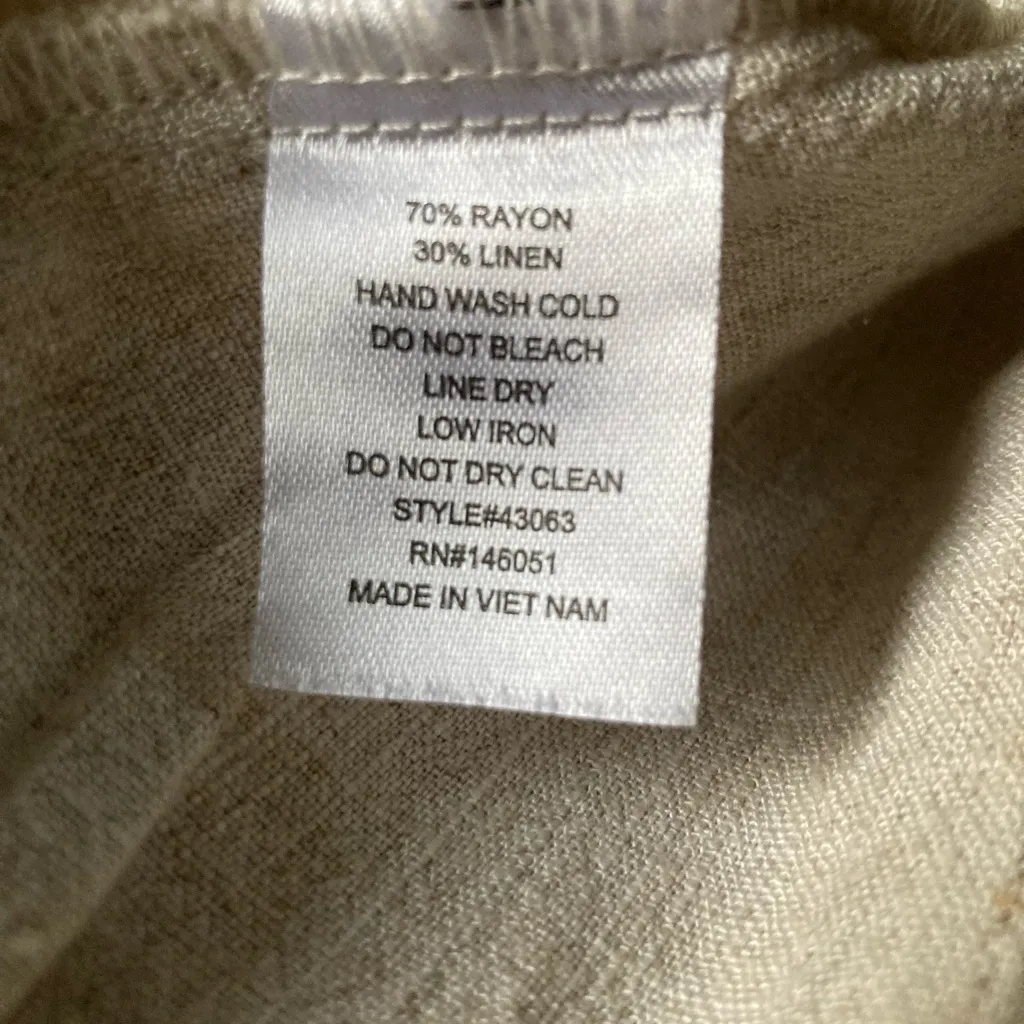 70% RAYON
30% LINEN
HAND WASH COLD
DO NOT BLEACH
LINE DRY
LOW IRON
DO NOT DRY CLEAN
STYLE#43063
RN#146051
MADE IN VIET NAM